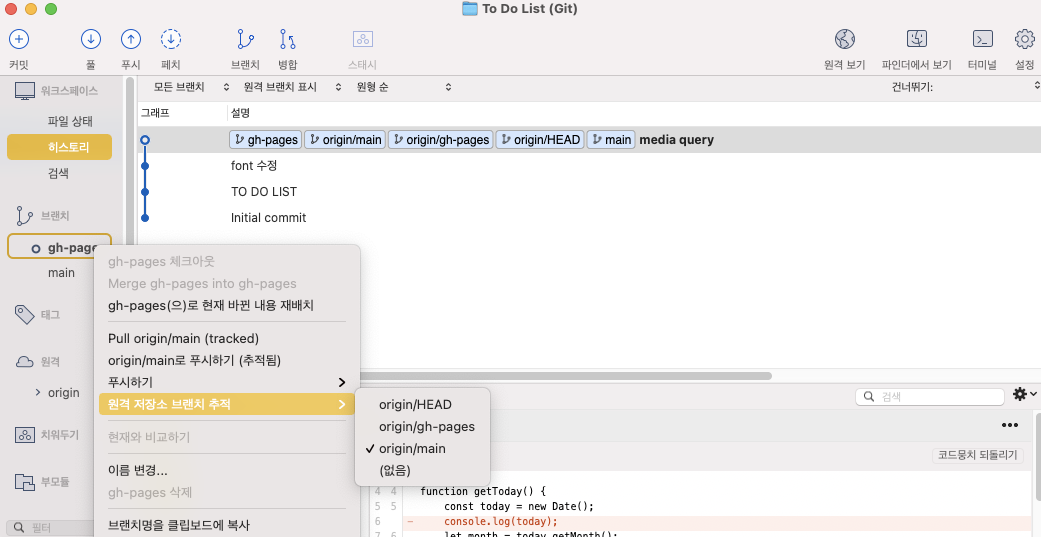 To Do List (Git)
커밋 풀 푸시 페치 브랜치 병합 스태시 원격 보기 파인더에서 보기 터미널 설정
워크스페이스
파일 상태
히스토리
검색
브랜치
gh-page
main
태그
원격
origin
치워두기
부모듈
필터
모든 브랜치 원격 브랜치 표시 원형 순 건너뛰기:
그래프 설명
gh-pages origin/main origin/gh-pages origin/HEAD main media query
font 수정
TO DO LIST
Initial commit
gh-pages 체크아웃
Merge gh-pages into gh-pages
gh-pages(으)로 현재 바뀐 내용 재배치
Pull origin/main (tracked)
origin/main로 푸시하기 (추적됨)
푸시하기
원격 저장소 브랜치 추적
현재와 비교하기
이름 변경...
gh-pages 삭제
브랜치명을 클립보드에 복사
origin/HEAD
origin/gh-pages
✓ origin/main
(없음)
검색
코드뭉치 되돌리기
4 4 function getToday() {
5 5 const today = new Date();
6 - console.log(today);
7 6 let month = today.getMonth();